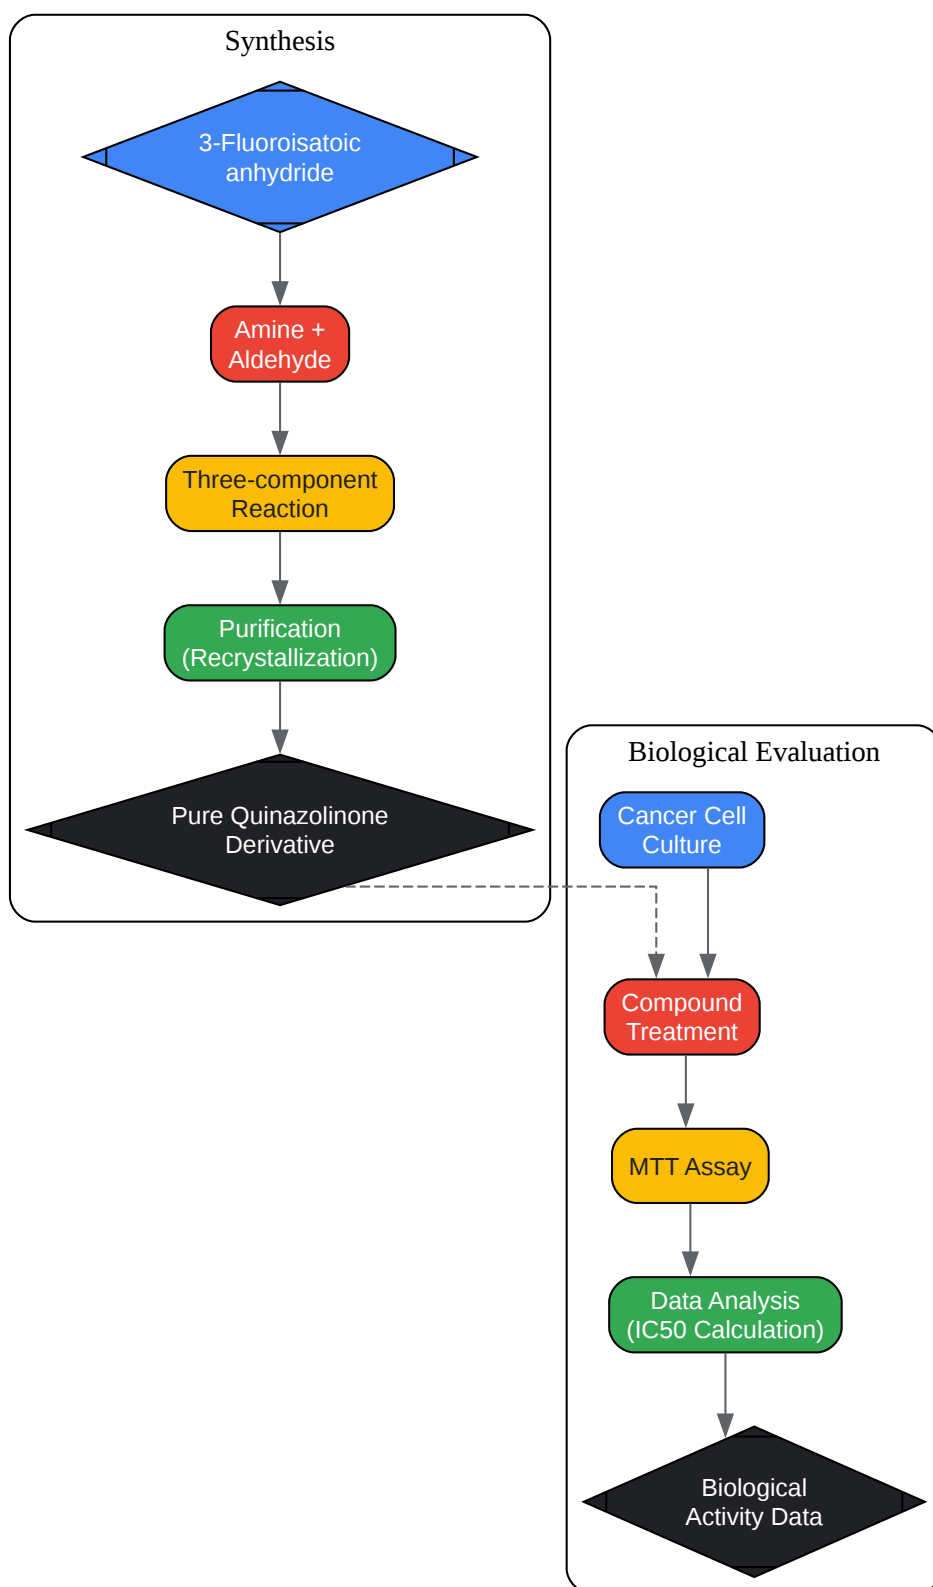 Synthesis
3-Fluoroisatoic
anhydride
Amine +
Aldehyde
Three-component
Reaction
Purification
(Recrystallization)
Pure Quinazolinone
Derivative
Biological Evaluation
Cancer Cell
Culture
Compound
Treatment
MTT Assay
Data Analysis
(IC50 Calculation)
Biological
Activity Data